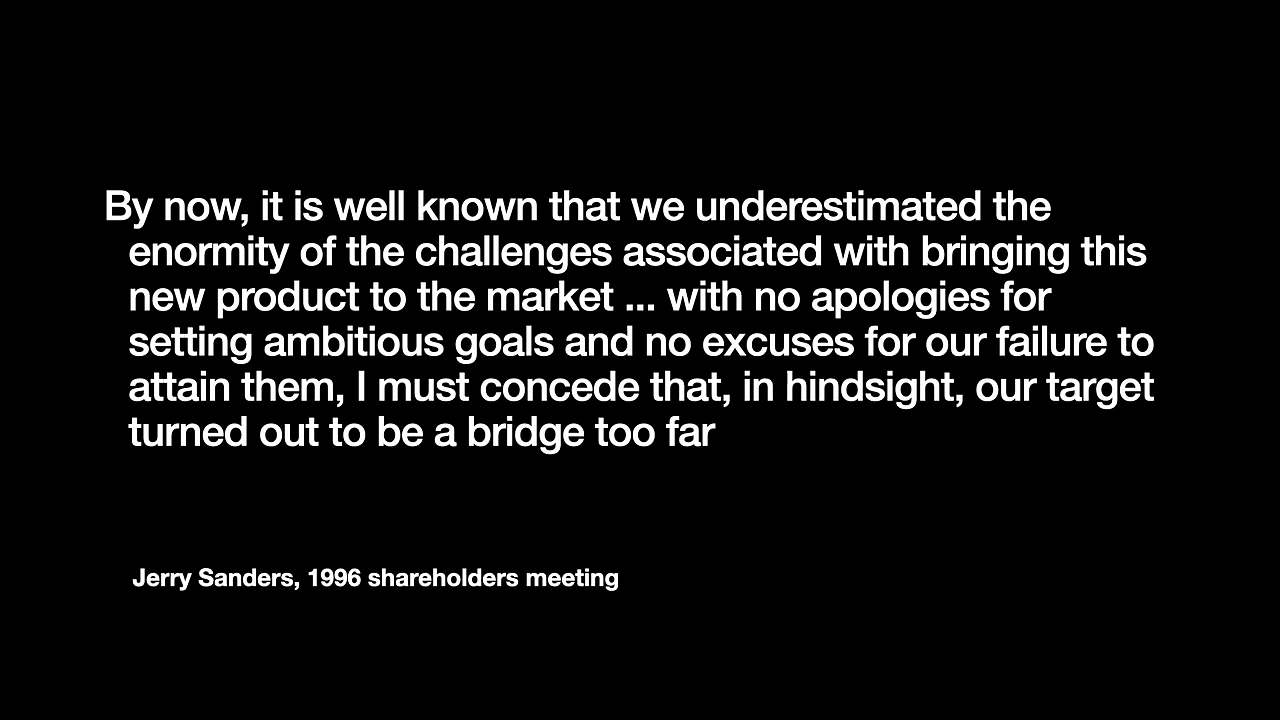 By now, it is well known that we underestimated the
enormity of the challenges associated with bringing this
new product to the market ... with no apologies for
setting ambitious goals and no excuses for our failure to
attain them, I must concede that, in hindsight, our target
turned out to be a bridge too far
Jerry Sanders, 1996 shareholders meeting